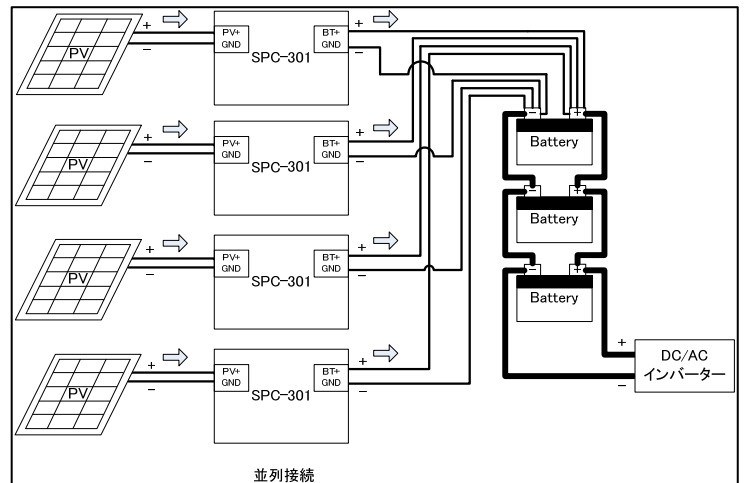 PV
+
−
PV+
GND
SPC-301
BT+
GND
+
−
PV
+
−
PV+
GND
SPC-301
BT+
GND
+
−
PV
+
−
PV+
GND
SPC-301
BT+
GND
+
−
PV
+
−
PV+
GND
SPC-301
BT+
GND
+
−
− +
Battery
− +
Battery
− +
Battery
+
−
DC/AC
インバーター
並列接続